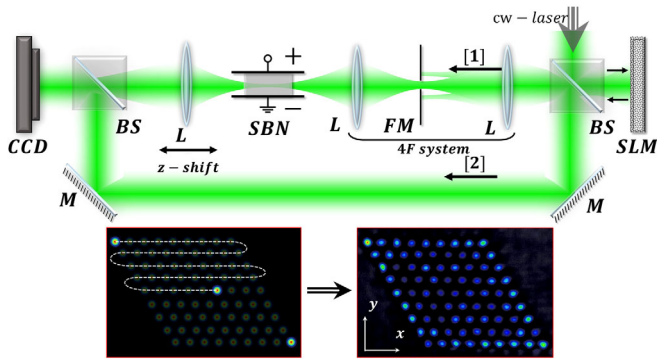 cw-laser
+
[1]
BS
L
SBN
−
L
FM
L
BS
CCD
SLM
4F system
z-shift
[2]
M
M
y
x